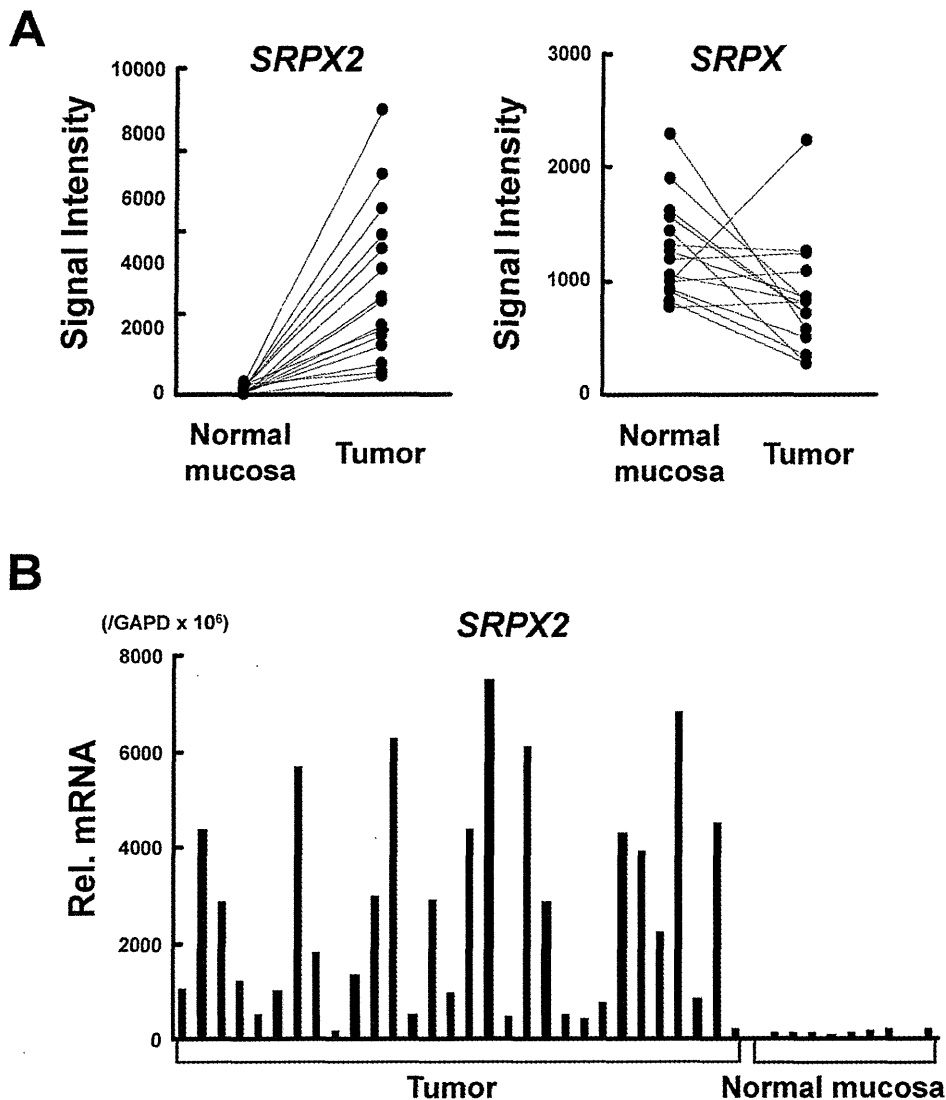 A
SRPX2
Signal Intensity
10000
8000
6000
4000
2000
0
Normal
mucosa
Tumor
SRPX
Signal Intensity
3000
2000
1000
0
Normal
mucosa
Tumor
B
(/GAPD x 10⁶)
SRPX2
Rel. mRNA
8000
6000
4000
2000
0
Tumor
Normal mucosa